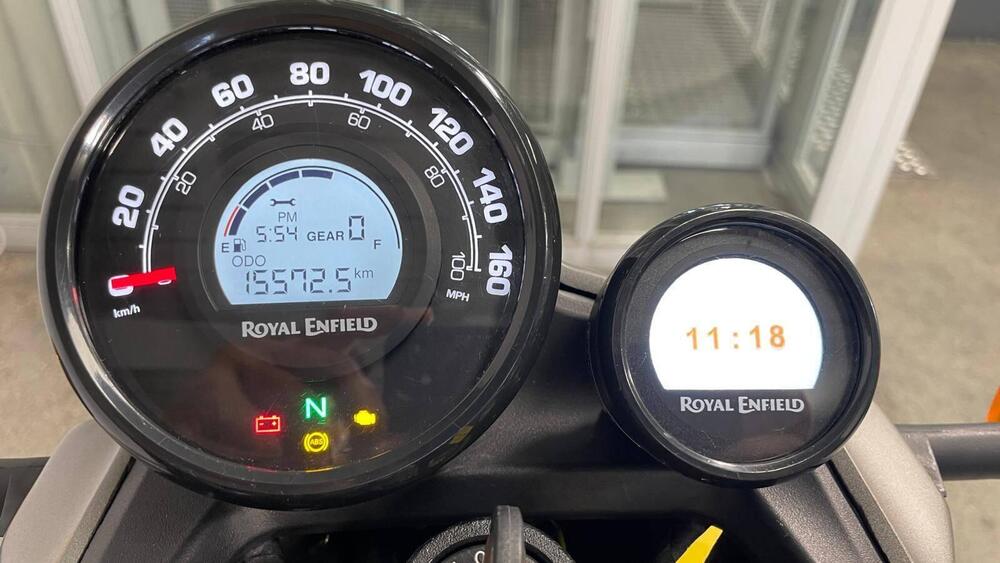 20
40
60
80
100
120
140
160
20
40
60
80
100
km/h
MPH
PM
5:54 GEAR 0
E F
ODO
15572.5 km
ROYAL ENFIELD
N
ABS
11:18
ROYAL ENFIELD